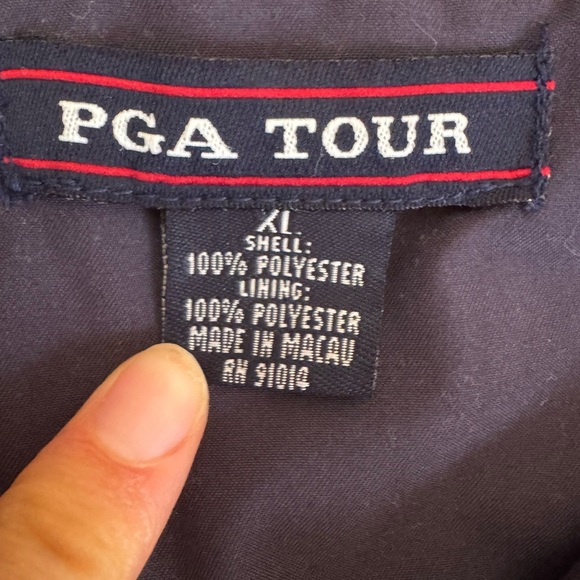 PGA TOUR
XL
SHELL:
100% POLYESTER
LINING:
100% POLYESTER
MADE IN MACAU
RN 91014